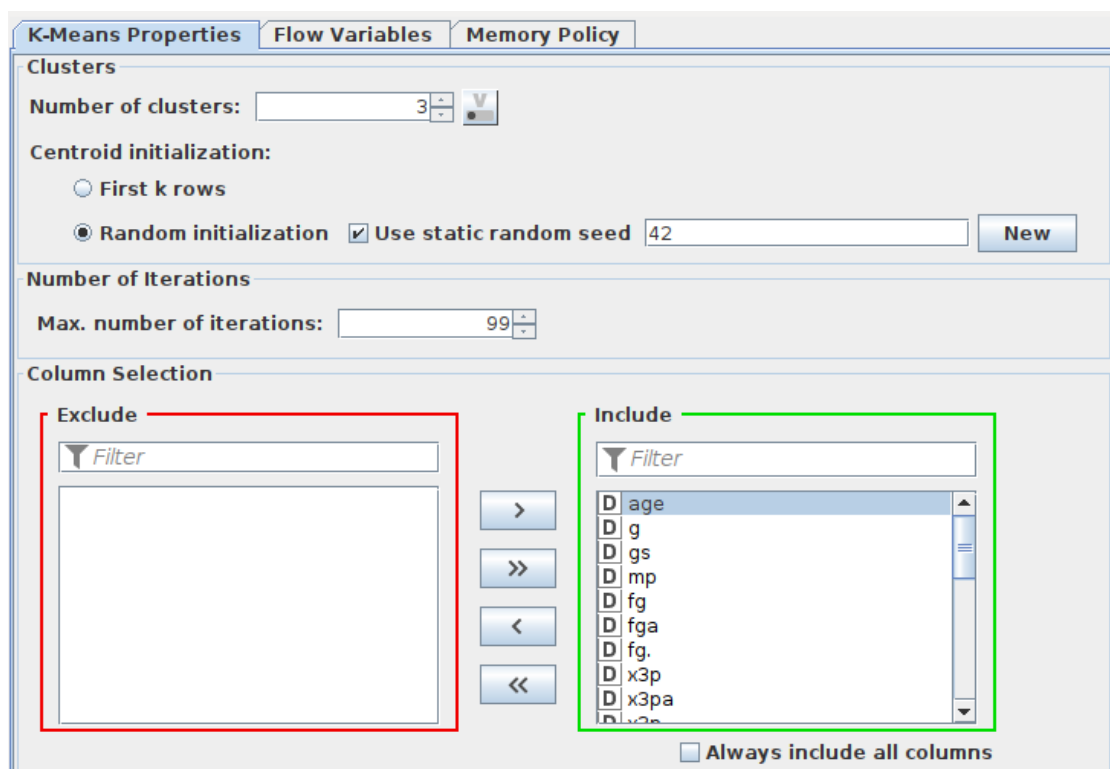 K-Means Properties Flow Variables Memory Policy
Clusters
Number of clusters: 3 V
Centroid initialization:
First k rows
Random initialization Use static random seed 42 New
Number of Iterations
Max. number of iterations: 99
Column Selection
Exclude Include
Filter Filter
D age
> D g
D gs
>> D mp
D fg
< D fga
D fg.
<< D x3p
D x3pa
D
Always include all columns